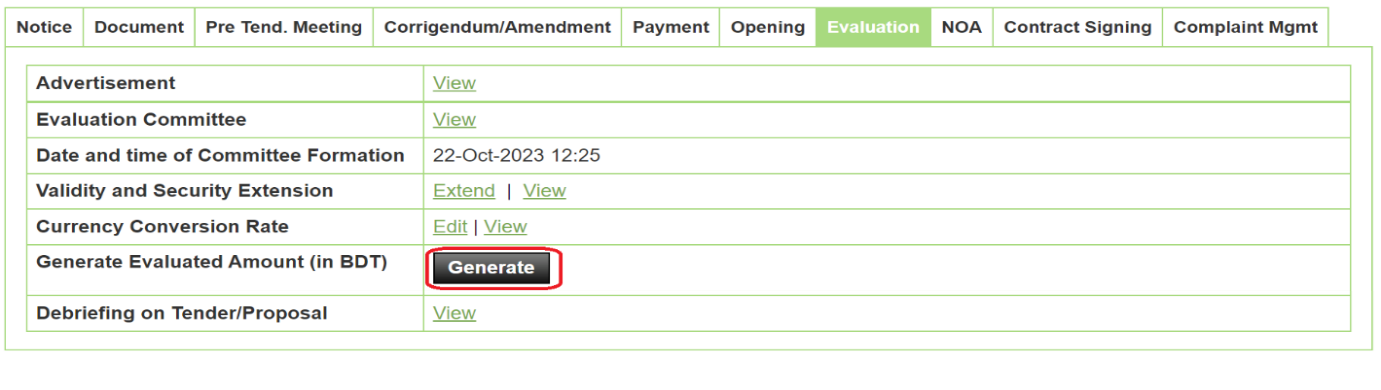 Notice Document Pre Tend. Meeting Corrigendum/Amendment Payment Opening Evaluation NOA Contract Signing Complaint Mgmt
Advertisement View
Evaluation Committee View
Date and time of Committee Formation 22-Oct-2023 12:25
Validity and Security Extension Extend | View
Currency Conversion Rate Edit | View
Generate Evaluated Amount (in BDT) Generate
Debriefing on Tender/Proposal View